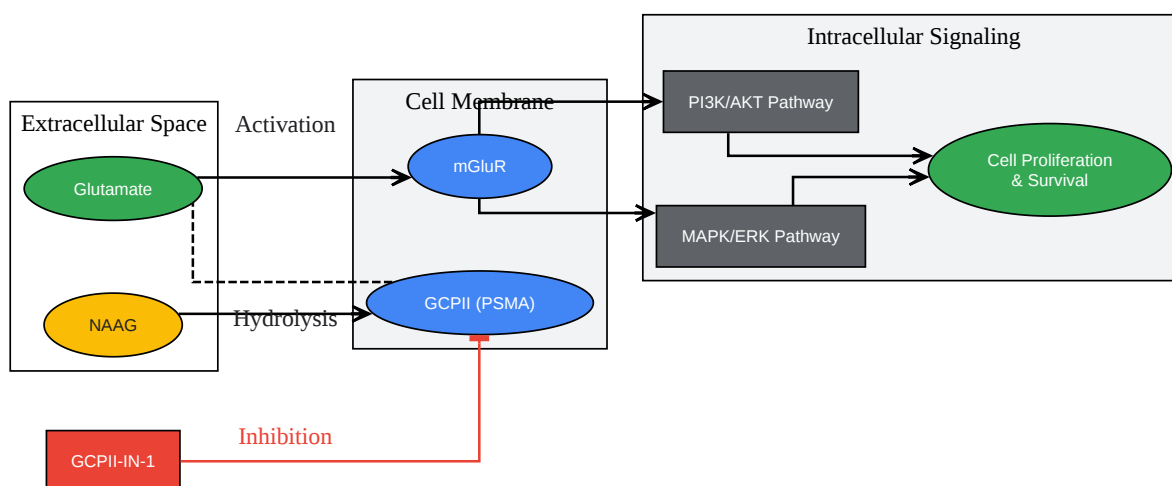 Intracellular Signaling
PI3K/AKT Pathway
Cell Membrane
Extracellular Space
Activation
mGluR
Cell Proliferation
& Survival
Glutamate
MAPK/ERK Pathway
GCPII (PSMA)
NAAG
Hydrolysis
Inhibition
GCPII-IN-1